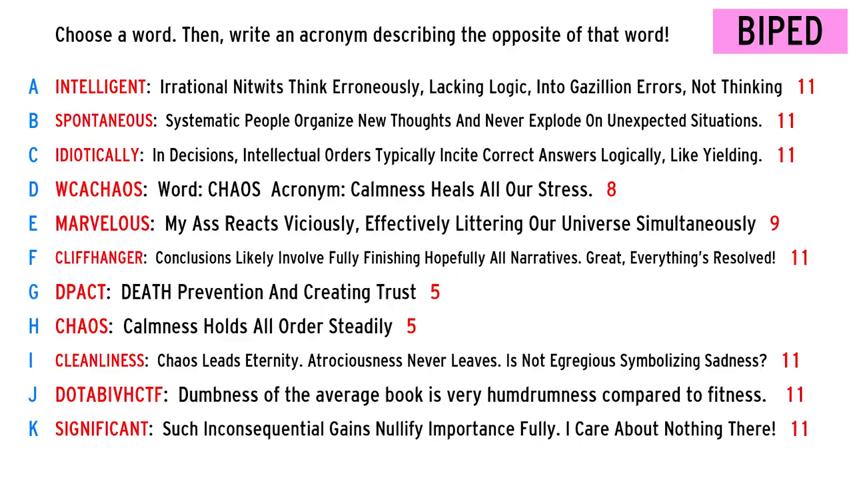 Choose a word. Then, write an acronym describing the opposite of that word! BIPED
A INTELLIGENT: Irrational Nitwits Think Erroneously, Lacking Logic, Into Gazillion Errors, Not Thinking 11
B SPONTANEOUS: Systematic People Organize New Thoughts And Never Explode On Unexpected Situations. 11
C IDIOTICALLY: In Decisions, Intellectual Orders Typically Incite Correct Answers Logically, Like Yielding. 11
D WCACHAOS: Word: CHAOS Acronym: Calmness Heals All Our Stress. 8
E MARVELOUS: My Ass Reacts Viciously, Effectively Littering Our Universe Simultaneously 9
F CLIFFHANGER: Conclusions Likely Involve Fully Finishing Hopefully All Narratives. Great, Everything's Resolved! 11
G DPACT: DEATH Prevention And Creating Trust 5
H CHAOS: Calmness Holds All Order Steadily 5
I CLEANLINESS: Chaos Leads Eternity. Atrociousness Never Leaves. Is Not Egregious Symbolizing Sadness? 11
J DOTABIVHCTF: Dumbness of the average book is very humdrumness compared to fitness. 11
K SIGNIFICANT: Such Inconsequential Gains Nullify Importance Fully. I Care About Nothing There! 11